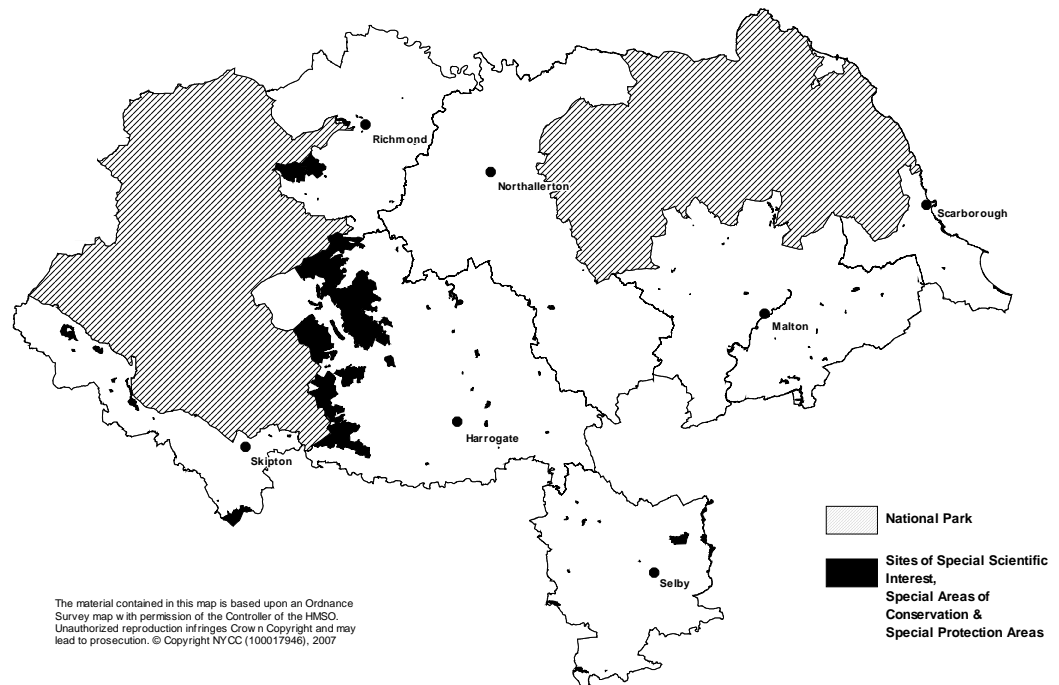 Richmond
Northallerton
Scarborough
Malton
Harrogate
Skipton
Selby
National Park
Sites of Special Scientific
Interest,
Special Areas of
Conservation &
Special Protection Areas
The material contained in this map is based upon an Ordnance
Survey map with permission of the Controller of the HMSO.
Unauthorized reproduction infringes Crown Copyright and may
lead to prosecution. © Copyright NYCC (100017946), 2007